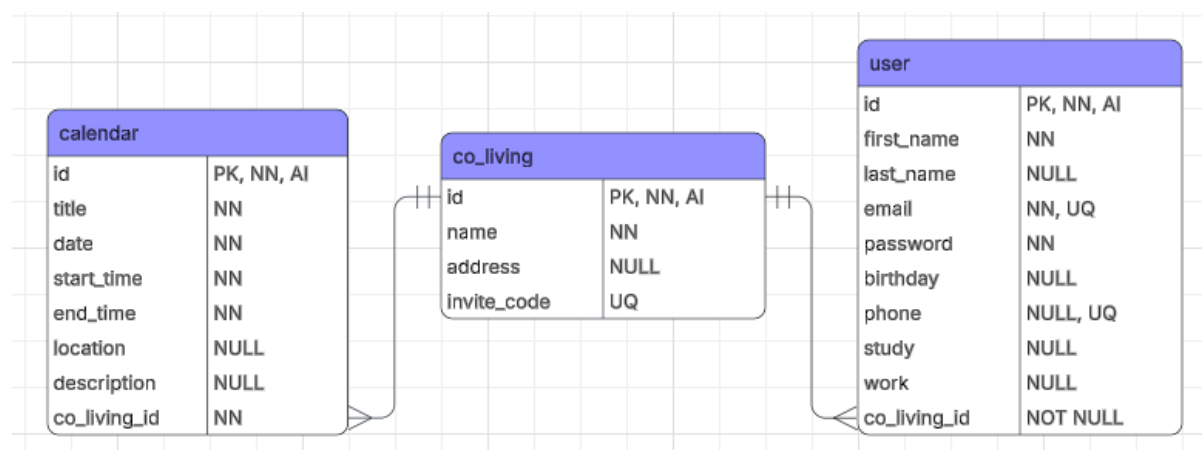 calendar
id PK, NN, AI
title NN
date NN
start_time NN
end_time NN
location NULL
description NULL
co_living_id NN
co_living
id PK, NN, AI
name NN
address NULL
invite_code UQ
user
id PK, NN, AI
first_name NN
last_name NULL
email NN, UQ
password NN
birthday NULL
phone NULL, UQ
study NULL
work NULL
co_living_id NOT NULL